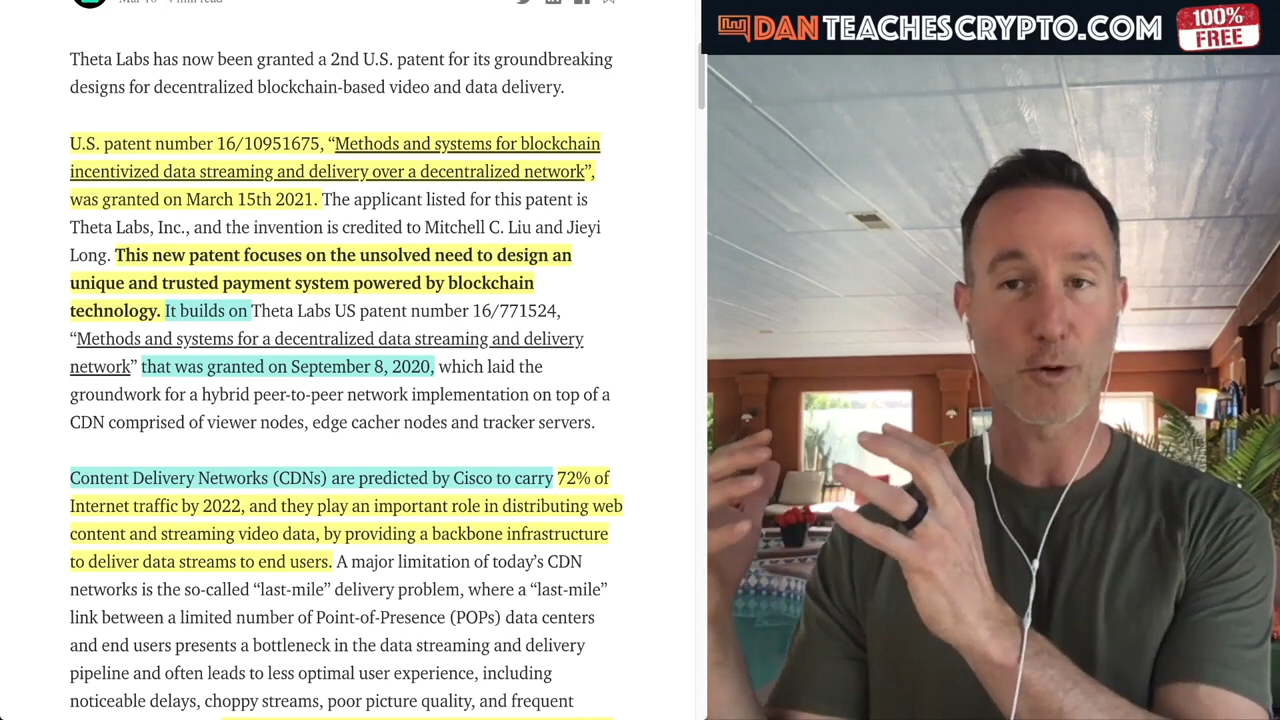 Mar 16 · 4 min read
DANTEACHESCRYPTO.COM
100%
FREE
Theta Labs has now been granted a 2nd U.S. patent for its groundbreaking
designs for decentralized blockchain-based video and data delivery.
U.S. patent number 16/10951675, “Methods and systems for blockchain
incentivized data streaming and delivery over a decentralized network”,
was granted on March 15th 2021. The applicant listed for this patent is
Theta Labs, Inc., and the invention is credited to Mitchell C. Liu and Jieyi
Long. This new patent focuses on the unsolved need to design an
unique and trusted payment system powered by blockchain
technology. It builds on Theta Labs US patent number 16/771524,
“Methods and systems for a decentralized data streaming and delivery
network” that was granted on September 8, 2020, which laid the
groundwork for a hybrid peer-to-peer network implementation on top of a
CDN comprised of viewer nodes, edge cacher nodes and tracker servers.
Content Delivery Networks (CDNs) are predicted by Cisco to carry 72% of
Internet traffic by 2022, and they play an important role in distributing web
content and streaming video data, by providing a backbone infrastructure
to deliver data streams to end users. A major limitation of today’s CDN
networks is the so-called “last-mile” delivery problem, where a “last-mile”
link between a limited number of Point-of-Presence (POPs) data centers
and end users presents a bottleneck in the data streaming and delivery
pipeline and often leads to less optimal user experience, including
noticeable delays, choppy streams, poor picture quality, and frequent